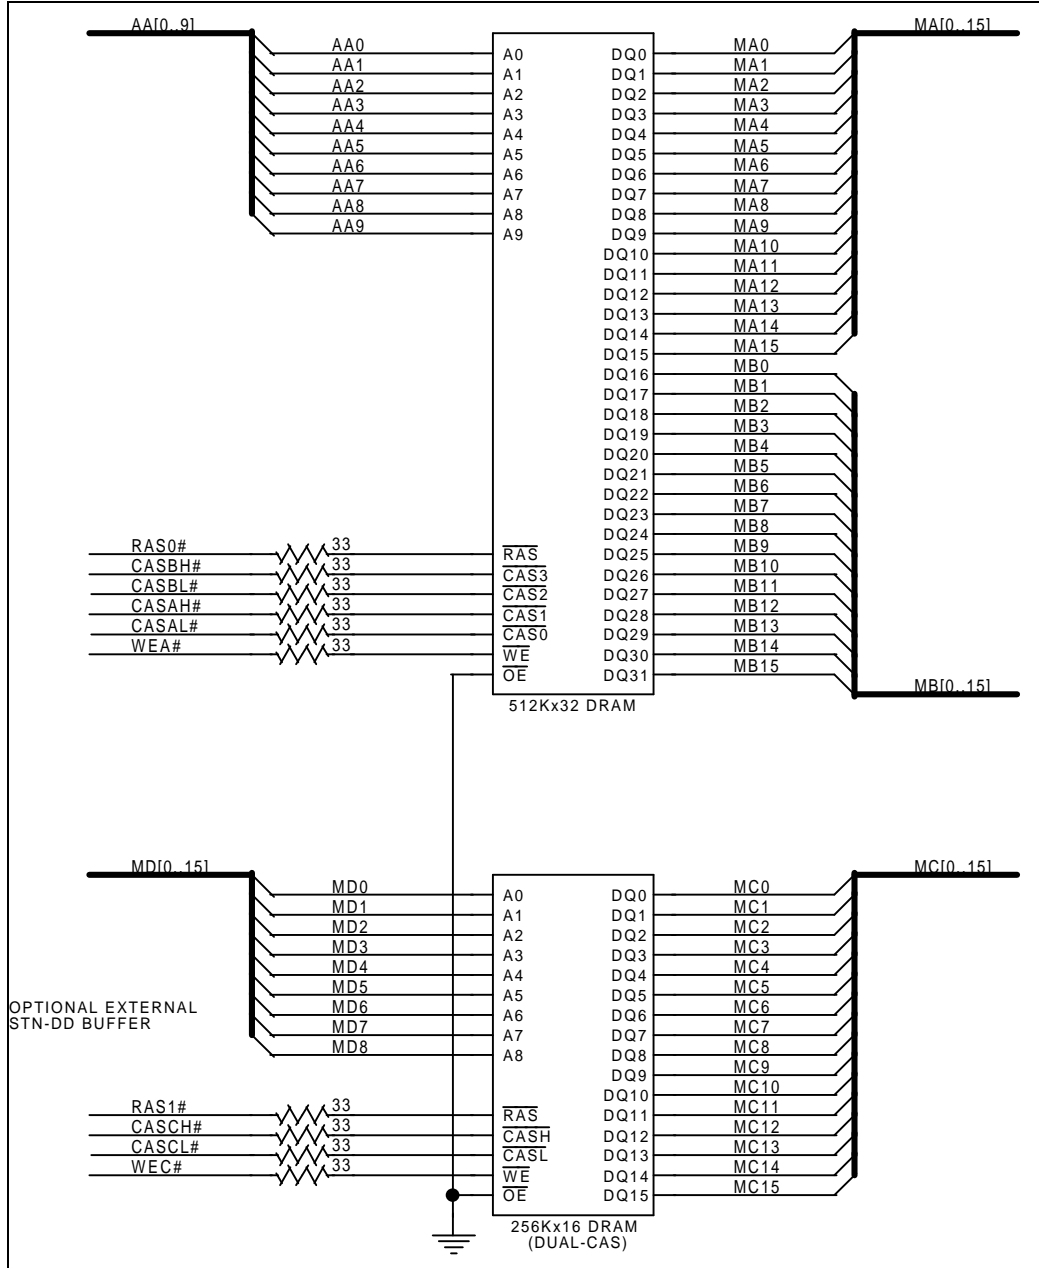 AA[0..9]
MA[0..15]
AA0 A0 DQ0 MA0
AA1 A1 DQ1 MA1
AA2 A2 DQ2 MA2
AA3 A3 DQ3 MA3
AA4 A4 DQ4 MA4
AA5 A5 DQ5 MA5
AA6 A6 DQ6 MA6
AA7 A7 DQ7 MA7
AA8 A8 DQ8 MA8
AA9 A9 DQ9 MA9
DQ10 MA10
DQ11 MA11
DQ12 MA12
DQ13 MA13
DQ14 MA14
DQ15 MA15
DQ16 MB0
DQ17 MB1
DQ18 MB2
DQ19 MB3
DQ20 MB4
DQ21 MB5
DQ22 MB6
DQ23 MB7
DQ24 MB8
RAS0# 33 RAS DQ25 MB9
CASBH# 33 CAS3 DQ26 MB10
CASBL# 33 CAS2 DQ27 MB11
CASAH# 33 CAS1 DQ28 MB12
CASAL# 33 CAS0 DQ29 MB13
WEA# 33 WE DQ30 MB14
OE DQ31 MB15
MB[0..15]
512Kx32 DRAM
MD[0..15]
MC[0..15]
MD0 A0 DQ0 MC0
MD1 A1 DQ1 MC1
MD2 A2 DQ2 MC2
MD3 A3 DQ3 MC3
MD4 A4 DQ4 MC4
MD5 A5 DQ5 MC5
MD6 A6 DQ6 MC6
MD7 A7 DQ7 MC7
MD8 A8 DQ8 MC8
OPTIONAL EXTERNAL
STN-DD BUFFER
DQ9 MC9
DQ10 MC10
RAS1# 33 RAS DQ11 MC11
CASCH# 33 CASH DQ12 MC12
CASCL# 33 CASL DQ13 MC13
WEC# 33 WE DQ14 MC14
OE DQ15 MC15
256Kx16 DRAM
(DUAL-CAS)